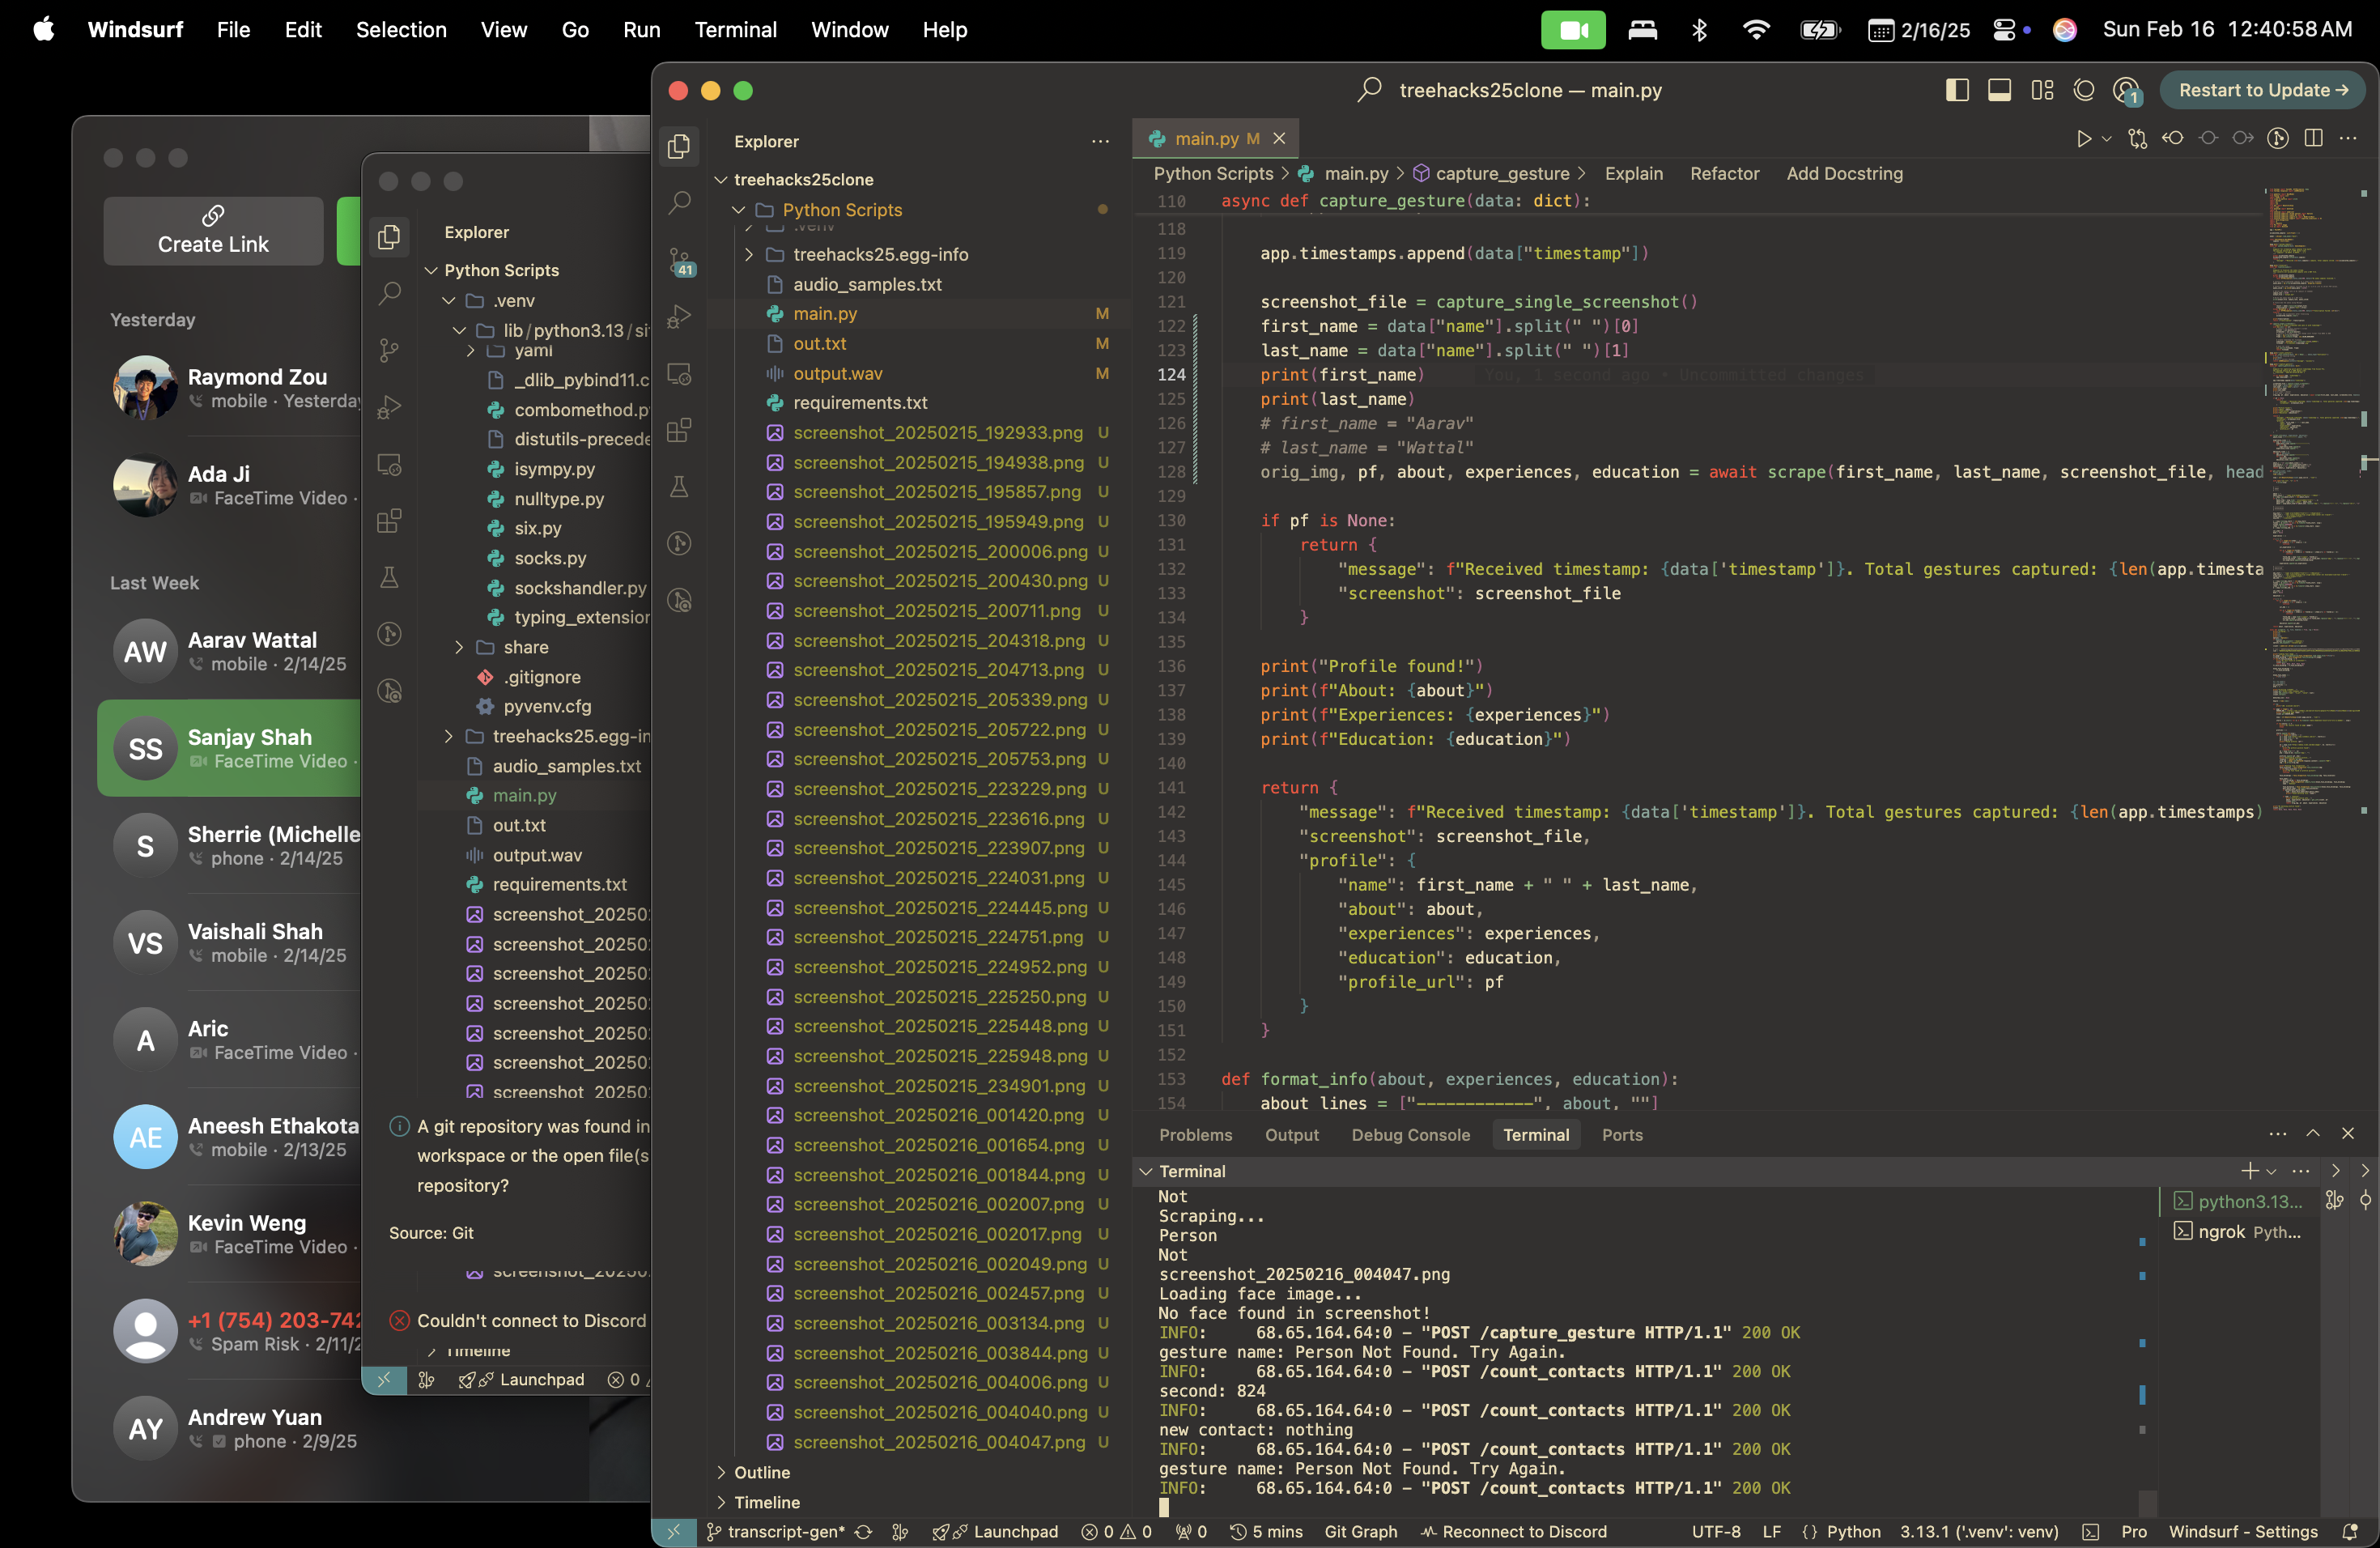 Windsurf File Edit Selection View Go Run Terminal Window Help 2/16/25 Sun Feb 16 12:40:58 AM
Create Link
Yesterday
Raymond Zou
mobile · Yesterday
Ada Ji
FaceTime Video ·
Last Week
AW Aarav Wattal
mobile · 2/14/25
SS Sanjay Shah
FaceTime Video ·
S Sherrie (Michelle
phone · 2/14/25
VS Vaishali Shah
mobile · 2/14/25
A Aric
FaceTime Video ·
AE Aneesh Ethakota
mobile · 2/13/25
Kevin Weng
FaceTime Video ·
+1 (754) 203-742
Spam Risk · 2/11/2
AY Andrew Yuan
phone · 2/9/25
Explorer
Python Scripts
.venv
lib/python3.13/si
yaml
_dlib_pybind11.c
combomethod.p
distutils-precede
isympy.py
nulltype.py
six.py
socks.py
sockshandler.py
typing_extension
share
.gitignore
pyvenv.cfg
treehacks25.egg-in
audio_samples.txt
main.py
out.txt
output.wav
requirements.txt
screenshot_20250
screenshot_20250
screenshot_20250
screenshot_20250
screenshot_20250
screenshot_20250
screenshot_20250
A git repository was found in
workspace or the open file(s
repository?
Source: Git
screenshot_20250
Couldn't connect to Discord
Timeline
Launchpad 0
treehacks25clone — main.py 1 Restart to Update →
Explorer
treehacks25clone
Python Scripts
.venv
treehacks25.egg-info
audio_samples.txt
41
main.py M
out.txt M
output.wav M
requirements.txt
screenshot_20250215_192933.png U
screenshot_20250215_194938.png U
screenshot_20250215_195857.png U
screenshot_20250215_195949.png U
screenshot_20250215_200006.png U
screenshot_20250215_200430.png U
screenshot_20250215_200711.png U
screenshot_20250215_204318.png U
screenshot_20250215_204713.png U
screenshot_20250215_205339.png U
screenshot_20250215_205722.png U
screenshot_20250215_205753.png U
screenshot_20250215_223229.png U
screenshot_20250215_223616.png U
screenshot_20250215_223907.png U
screenshot_20250215_224031.png U
screenshot_20250215_224445.png U
screenshot_20250215_224751.png U
screenshot_20250215_224952.png U
screenshot_20250215_225250.png U
screenshot_20250215_225448.png U
screenshot_20250215_225948.png U
screenshot_20250215_234901.png U
screenshot_20250216_001420.png U
screenshot_20250216_001654.png U
screenshot_20250216_001844.png U
screenshot_20250216_002007.png U
screenshot_20250216_002017.png U
screenshot_20250216_002049.png U
screenshot_20250216_002457.png U
screenshot_20250216_003134.png U
screenshot_20250216_003844.png U
screenshot_20250216_004006.png U
screenshot_20250216_004040.png U
screenshot_20250216_004047.png U
Outline
Timeline
main.py M
Python Scripts > main.py > capture_gesture > Explain Refactor Add Docstring
110 async def capture_gesture(data: dict):
118
119 app.timestamps.append(data["timestamp"])
120
121 screenshot_file = capture_single_screenshot()
122 first_name = data["name"].split(" ")[0]
123 last_name = data["name"].split(" ")[1]
124 print(first_name) You, 1 second ago • Uncommitted changes
125 print(last_name)
126 # first_name = "Aarav"
127 # last_name = "Wattal"
128 orig_img, pf, about, experiences, education = await scrape(first_name, last_name, screenshot_file, head
129
130 if pf is None:
131 return {
132 "message": f"Received timestamp: {data['timestamp']}. Total gestures captured: {len(app.timesta
133 "screenshot": screenshot_file
134 }
135
136 print("Profile found!")
137 print(f"About: {about}")
138 print(f"Experiences: {experiences}")
139 print(f"Education: {education}")
140
141 return {
142 "message": f"Received timestamp: {data['timestamp']}. Total gestures captured: {len(app.timestamps)
143 "screenshot": screenshot_file,
144 "profile": {
145 "name": first_name + " " + last_name,
146 "about": about,
147 "experiences": experiences,
148 "education": education,
149 "profile_url": pf
150 }
151 }
152
153 def format_info(about, experiences, education):
154 about_lines = ["------------", about, ""]
Problems Output Debug Console Terminal Ports
Terminal
Not
Scraping...
Person
Not
screenshot_20250216_004047.png
Loading face image...
No face found in screenshot!
INFO: 68.65.164.64:0 - "POST /capture_gesture HTTP/1.1" 200 OK
gesture name: Person Not Found. Try Again.
INFO: 68.65.164.64:0 - "POST /count_contacts HTTP/1.1" 200 OK
second: 824
INFO: 68.65.164.64:0 - "POST /count_contacts HTTP/1.1" 200 OK
new contact: nothing
INFO: 68.65.164.64:0 - "POST /count_contacts HTTP/1.1" 200 OK
gesture name: Person Not Found. Try Again.
INFO: 68.65.164.64:0 - "POST /count_contacts HTTP/1.1" 200 OK
python3.13...
ngrok Pyth...
transcript-gen* Launchpad 0 0 0 5 mins Git Graph Reconnect to Discord UTF-8 LF {} Python 3.13.1 ('.venv': venv) Pro Windsurf - Settings